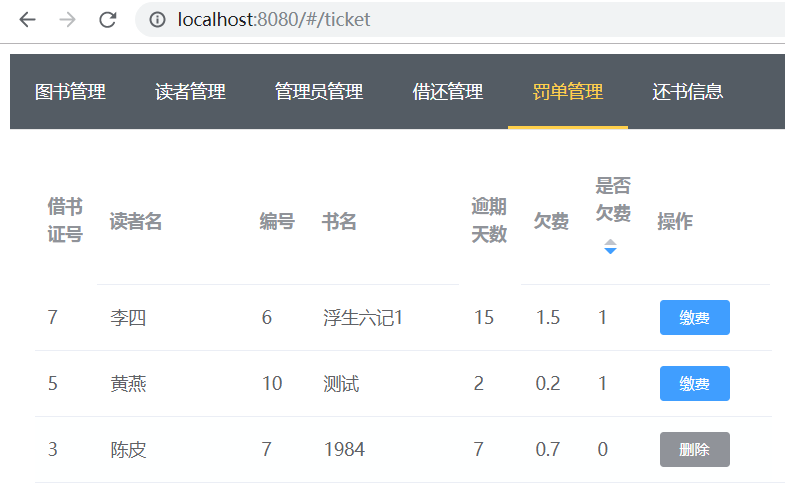 localhost:8080/#/ticket
图书管理 读者管理 管理员管理 借还管理 罚单管理 还书信息
借书证号 读者名 编号 书名 逾期天数 欠费 是否欠费 操作
7 李四 6 浮生六记1 15 1.5 1 缴费
5 黄燕 10 测试 2 0.2 1 缴费
3 陈皮 7 1984 7 0.7 0 删除